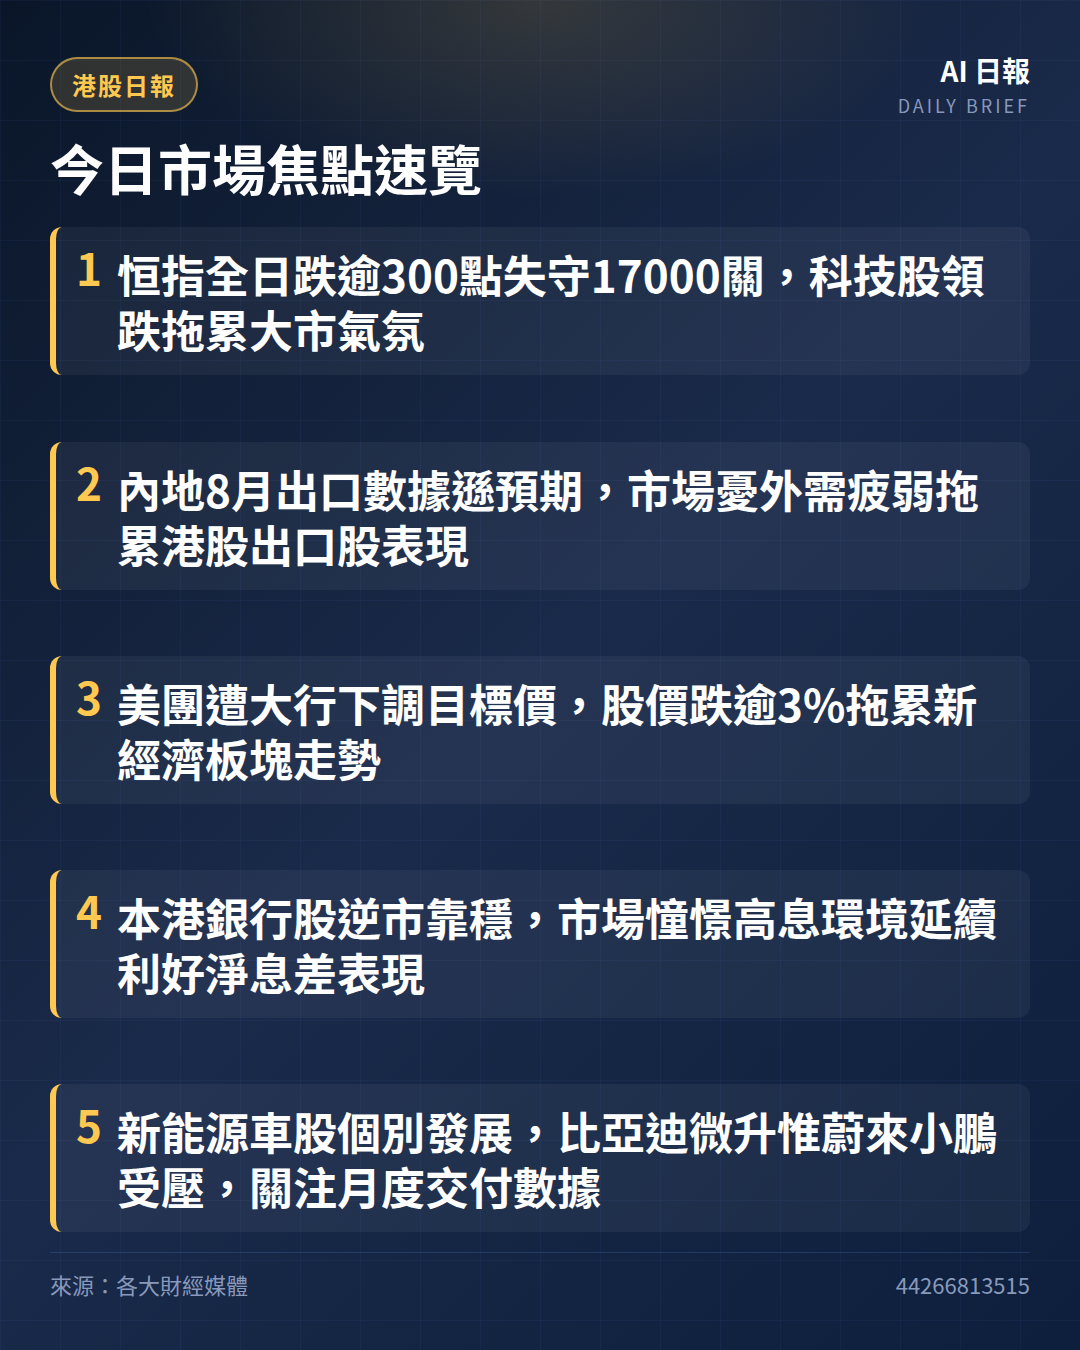 港股日報
AI 日報
DAILY BRIEF
今日市場焦點速覽
1 恒指全日跌逾300點失守17000關，科技股領
跌拖累大市氣氛
2 內地8月出口數據遜預期，市場憂外需疲弱拖
累港股出口股表現
3 美團遭大行下調目標價，股價跌逾3%拖累新
經濟板塊走勢
4 本港銀行股逆市靠穩，市場憧憬高息環境延續
利好淨息差表現
5 新能源車股個別發展，比亞迪微升惟蔚來小鵬
受壓，關注月度交付數據
來源：各大財經媒體
44266813515